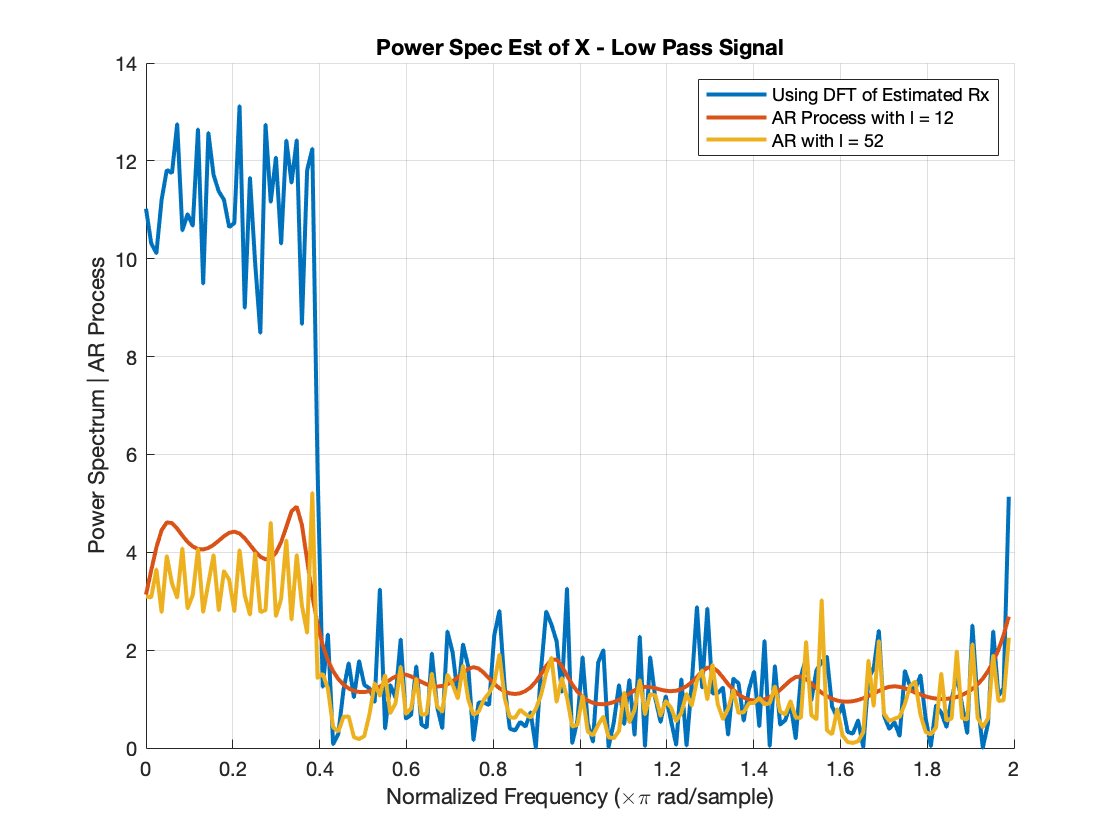 Power Spec Est of X - Low Pass Signal
14
12
10
8
6
4
2
0
Power Spectrum | AR Process
Using DFT of Estimated Rx
AR Process with l = 12
AR with l = 52
0 0.2 0.4 0.6 0.8 1 1.2 1.4 1.6 1.8 2
Normalized Frequency (×π rad/sample)